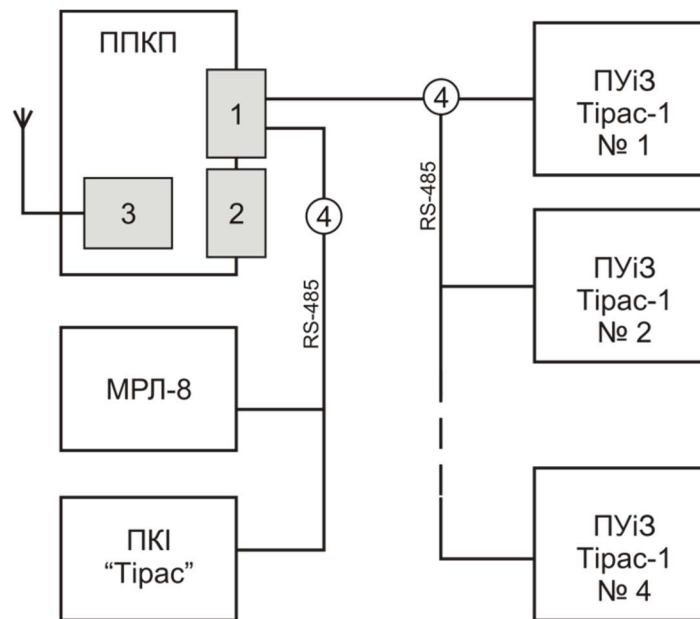 ППКП
1
2
3
4
RS-485
МРЛ-8
ПКІ
“Тірас”
4
RS-485
ПУіЗ
Тірас-1
№ 1
ПУіЗ
Тірас-1
№ 2
ПУіЗ
Тірас-1
№ 4